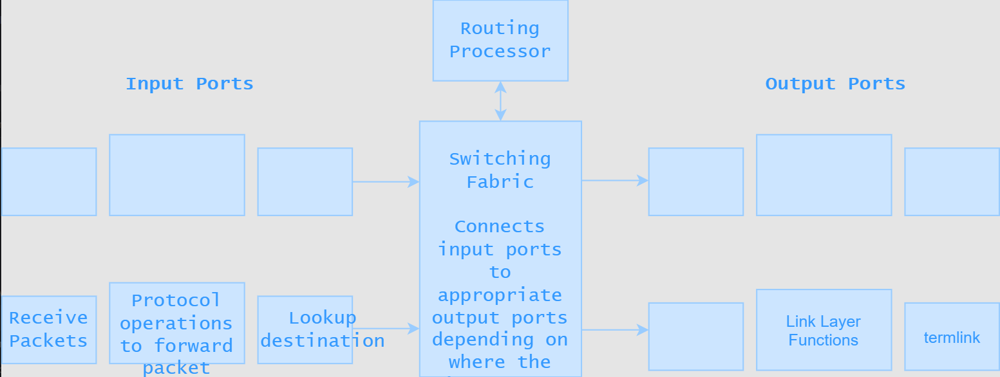 Routing
Processor
Input Ports
Output Ports
Switching
Fabric
Connects
input ports
to
appropriate
output ports
depending on
where the
Receive
Packets
Protocol
operations
to forward
packet
Lookup
destination
Link Layer
Functions
termlink